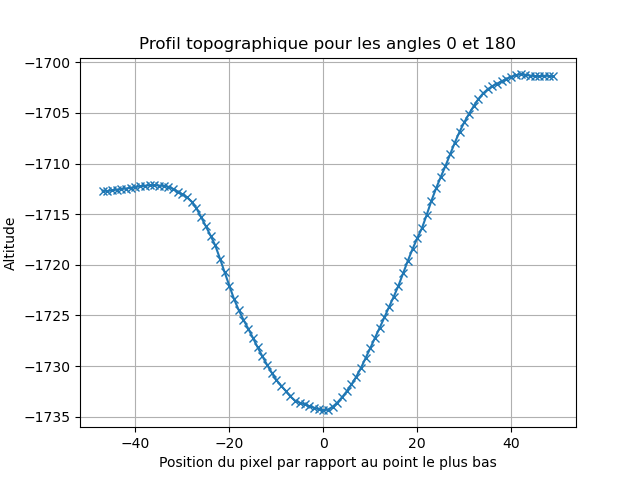 Profil topographique pour les angles 0 et 180
Altitude
−1700
−1705
−1710
−1715
−1720
−1725
−1730
−1735
−40 −20 0 20 40
Position du pixel par rapport au point le plus bas